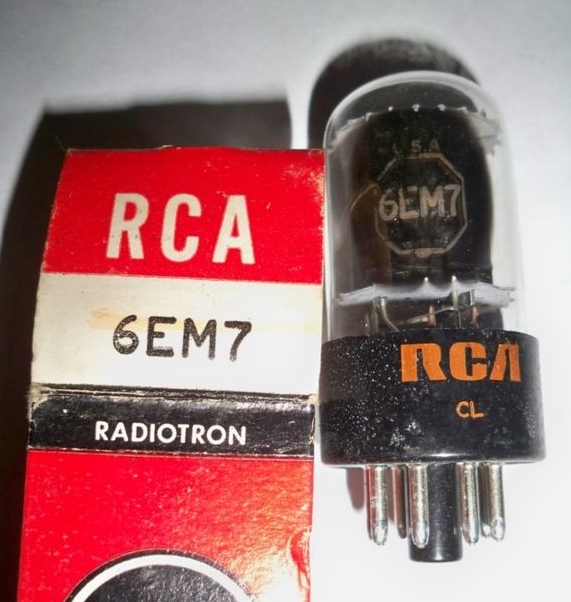 RCA
6EM7
RADIOTRON
U.S.A
6EM7
RCA
CL